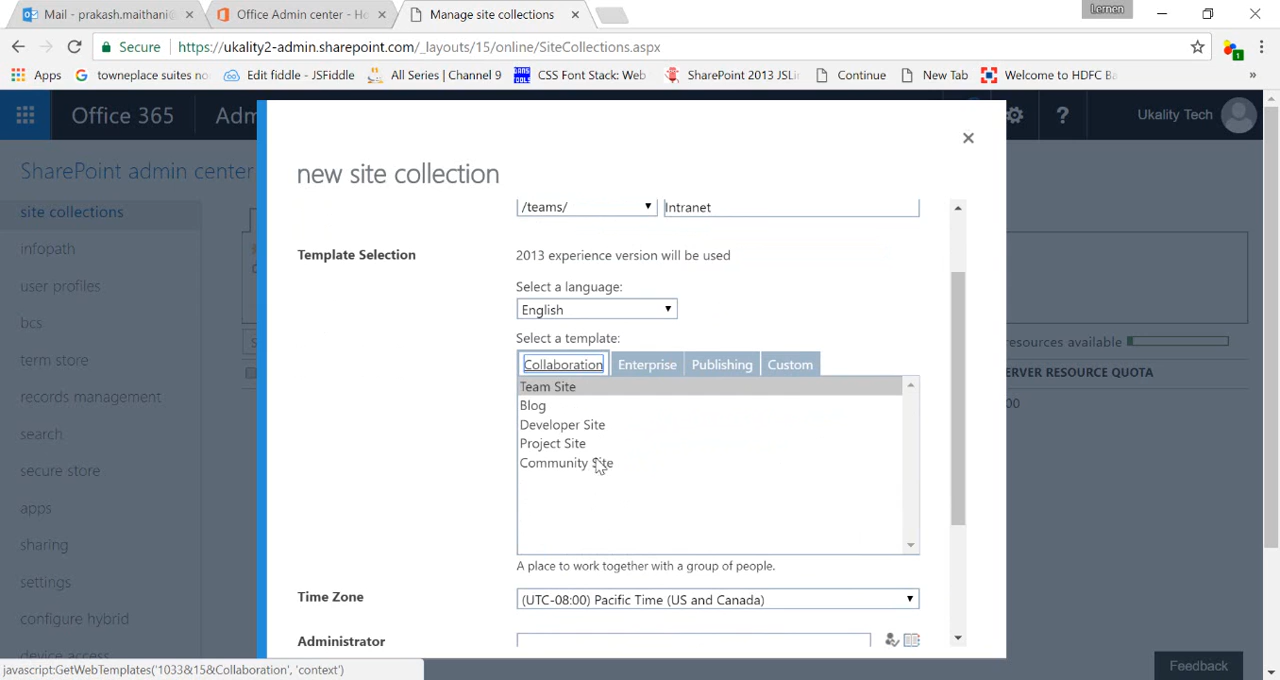 Mail - prakash.maithani@
Office Admin center - Ho
Manage site collections
Lernen
Secure
https://ukality2-admin.sharepoint.com/_layouts/15/online/SiteCollections.aspx
1
Apps
towneplace suites no
Edit fiddle - JSFiddle
All Series | Channel 9
CSS Font Stack: Web
SharePoint 2013 JSLi
Continue
New Tab
Welcome to HDFC Ba
»
Office 365
Adm
?
Ukality Tech
SharePoint admin center
new site collection
site collections
/teams/
Intranet
infopath
Template Selection
2013 experience version will be used
user profiles
Select a language:
bcs
English
Select a template:
resources available
term store
Collaboration
Enterprise
Publishing
Custom
ERVER RESOURCE QUOTA
Team Site
records management
Blog
00
Developer Site
search
Project Site
Community Site
secure store
apps
sharing
A place to work together with a group of people.
settings
Time Zone
(UTC-08:00) Pacific Time (US and Canada)
configure hybrid
Administrator
device access
javascript:GetWebTemplates('1033&15&Collaboration', 'context')
Feedback